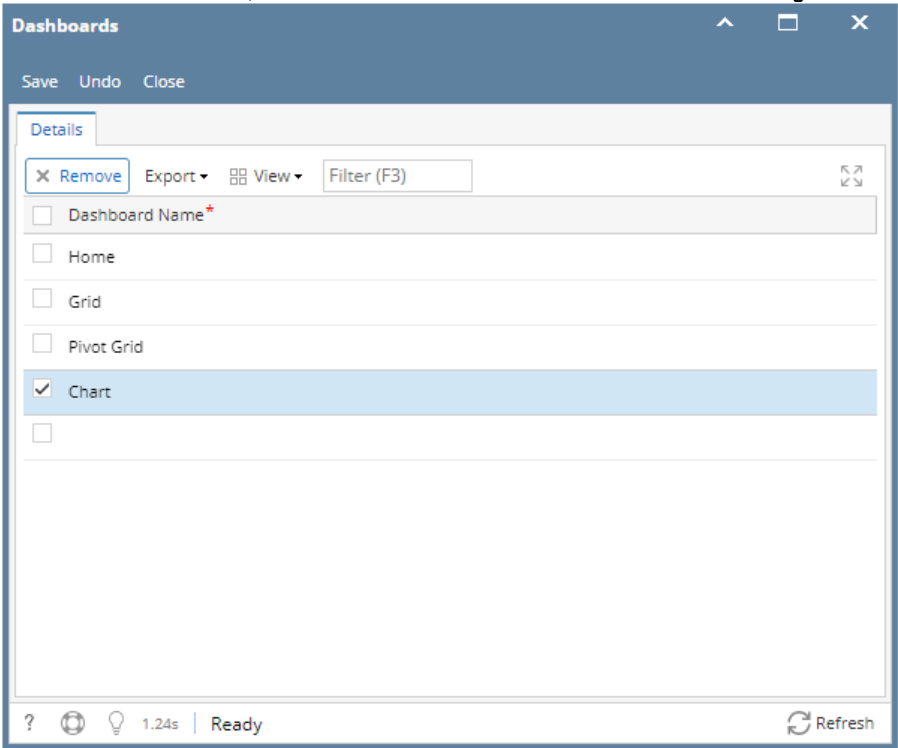 Dashboards
Save Undo Close
Details
Remove Export View Filter (F3)
Dashboard Name*
Home
Grid
Pivot Grid
Chart
? 1.24s Ready Refresh